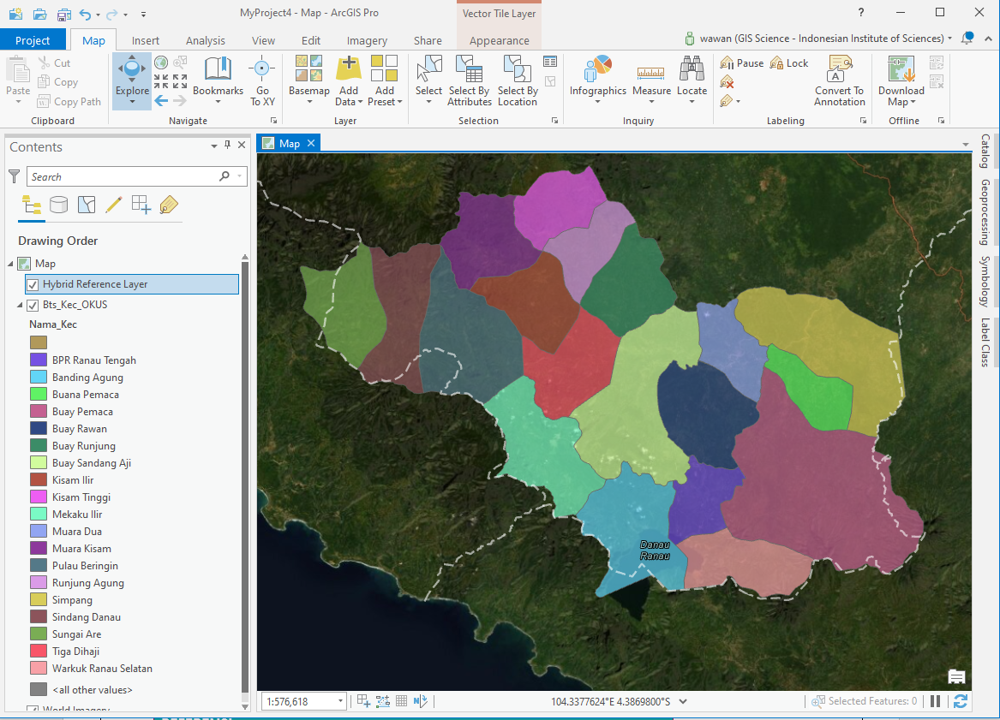 MyProject4 - Map - ArcGIS Pro
Vector Tile Layer
?
Project
Map
Insert
Analysis
View
Edit
Imagery
Share
Appearance
wawan (GIS Science - Indonesian Institute of Sciences)
Paste
Cut
Copy
Copy Path
Clipboard
Explore
Bookmarks
Go
To XY
Navigate
Basemap
Add
Data
Add
Preset
Layer
Select
Select By
Attributes
Select By
Location
Selection
Infographics
Measure
Locate
Inquiry
Pause
Lock
Convert To
Annotation
Labeling
Download
Map
Offline
Contents
Search
Drawing Order
Map
Hybrid Reference Layer
Bts_Kec_OKUS
Nama_Kec
BPR Ranau Tengah
Banding Agung
Buana Pemaca
Buay Pemaca
Buay Rawan
Buay Runjung
Buay Sandang Aji
Kisam Ilir
Kisam Tinggi
Mekaku Ilir
Muara Dua
Muara Kisam
Pulau Beringin
Runjung Agung
Simpang
Sindang Danau
Sungai Are
Tiga Dihaji
Warkuk Ranau Selatan
<all other values>
World Imagery
Map
Danau
Ranau
1:576,618
104.3377624°E 4.3869800°S
Selected Features: 0
Catalog
Geoprocessing
Symbology
Label Class